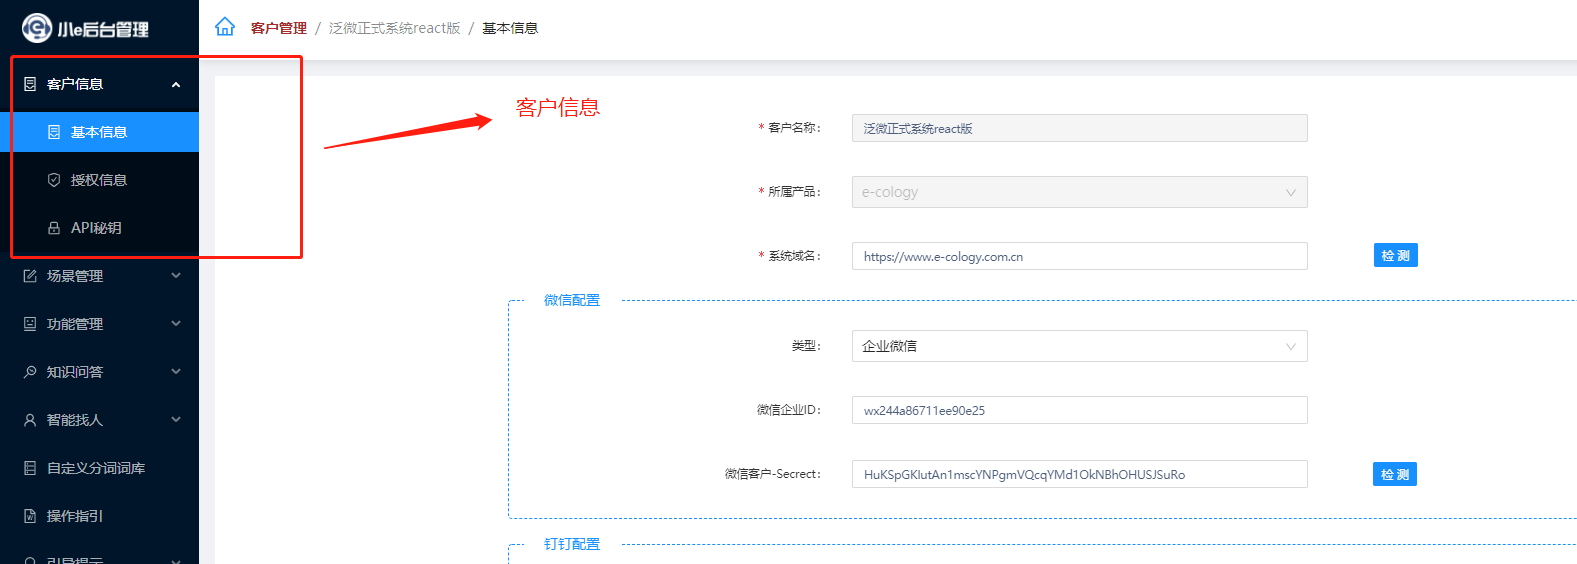 小e后台管理
客户管理 / 泛微正式系统react版 / 基本信息
客户信息
基本信息
授权信息
API秘钥
场景管理
功能管理
知识问答
智能找人
自定义分词词库
操作指引
引导提示
客户信息
* 客户名称: 泛微正式系统react版
* 所属产品: e-cology
* 系统域名: https://www.e-cology.com.cn 检 测
微信配置
类型: 企业微信
微信企业ID: wx244a86711ee90e25
微信客户-Secrect: HuKSpGKIutAn1mscYNPgmVQcqYMd1OkNBhOHUSJSuRo 检 测
钉钉配置